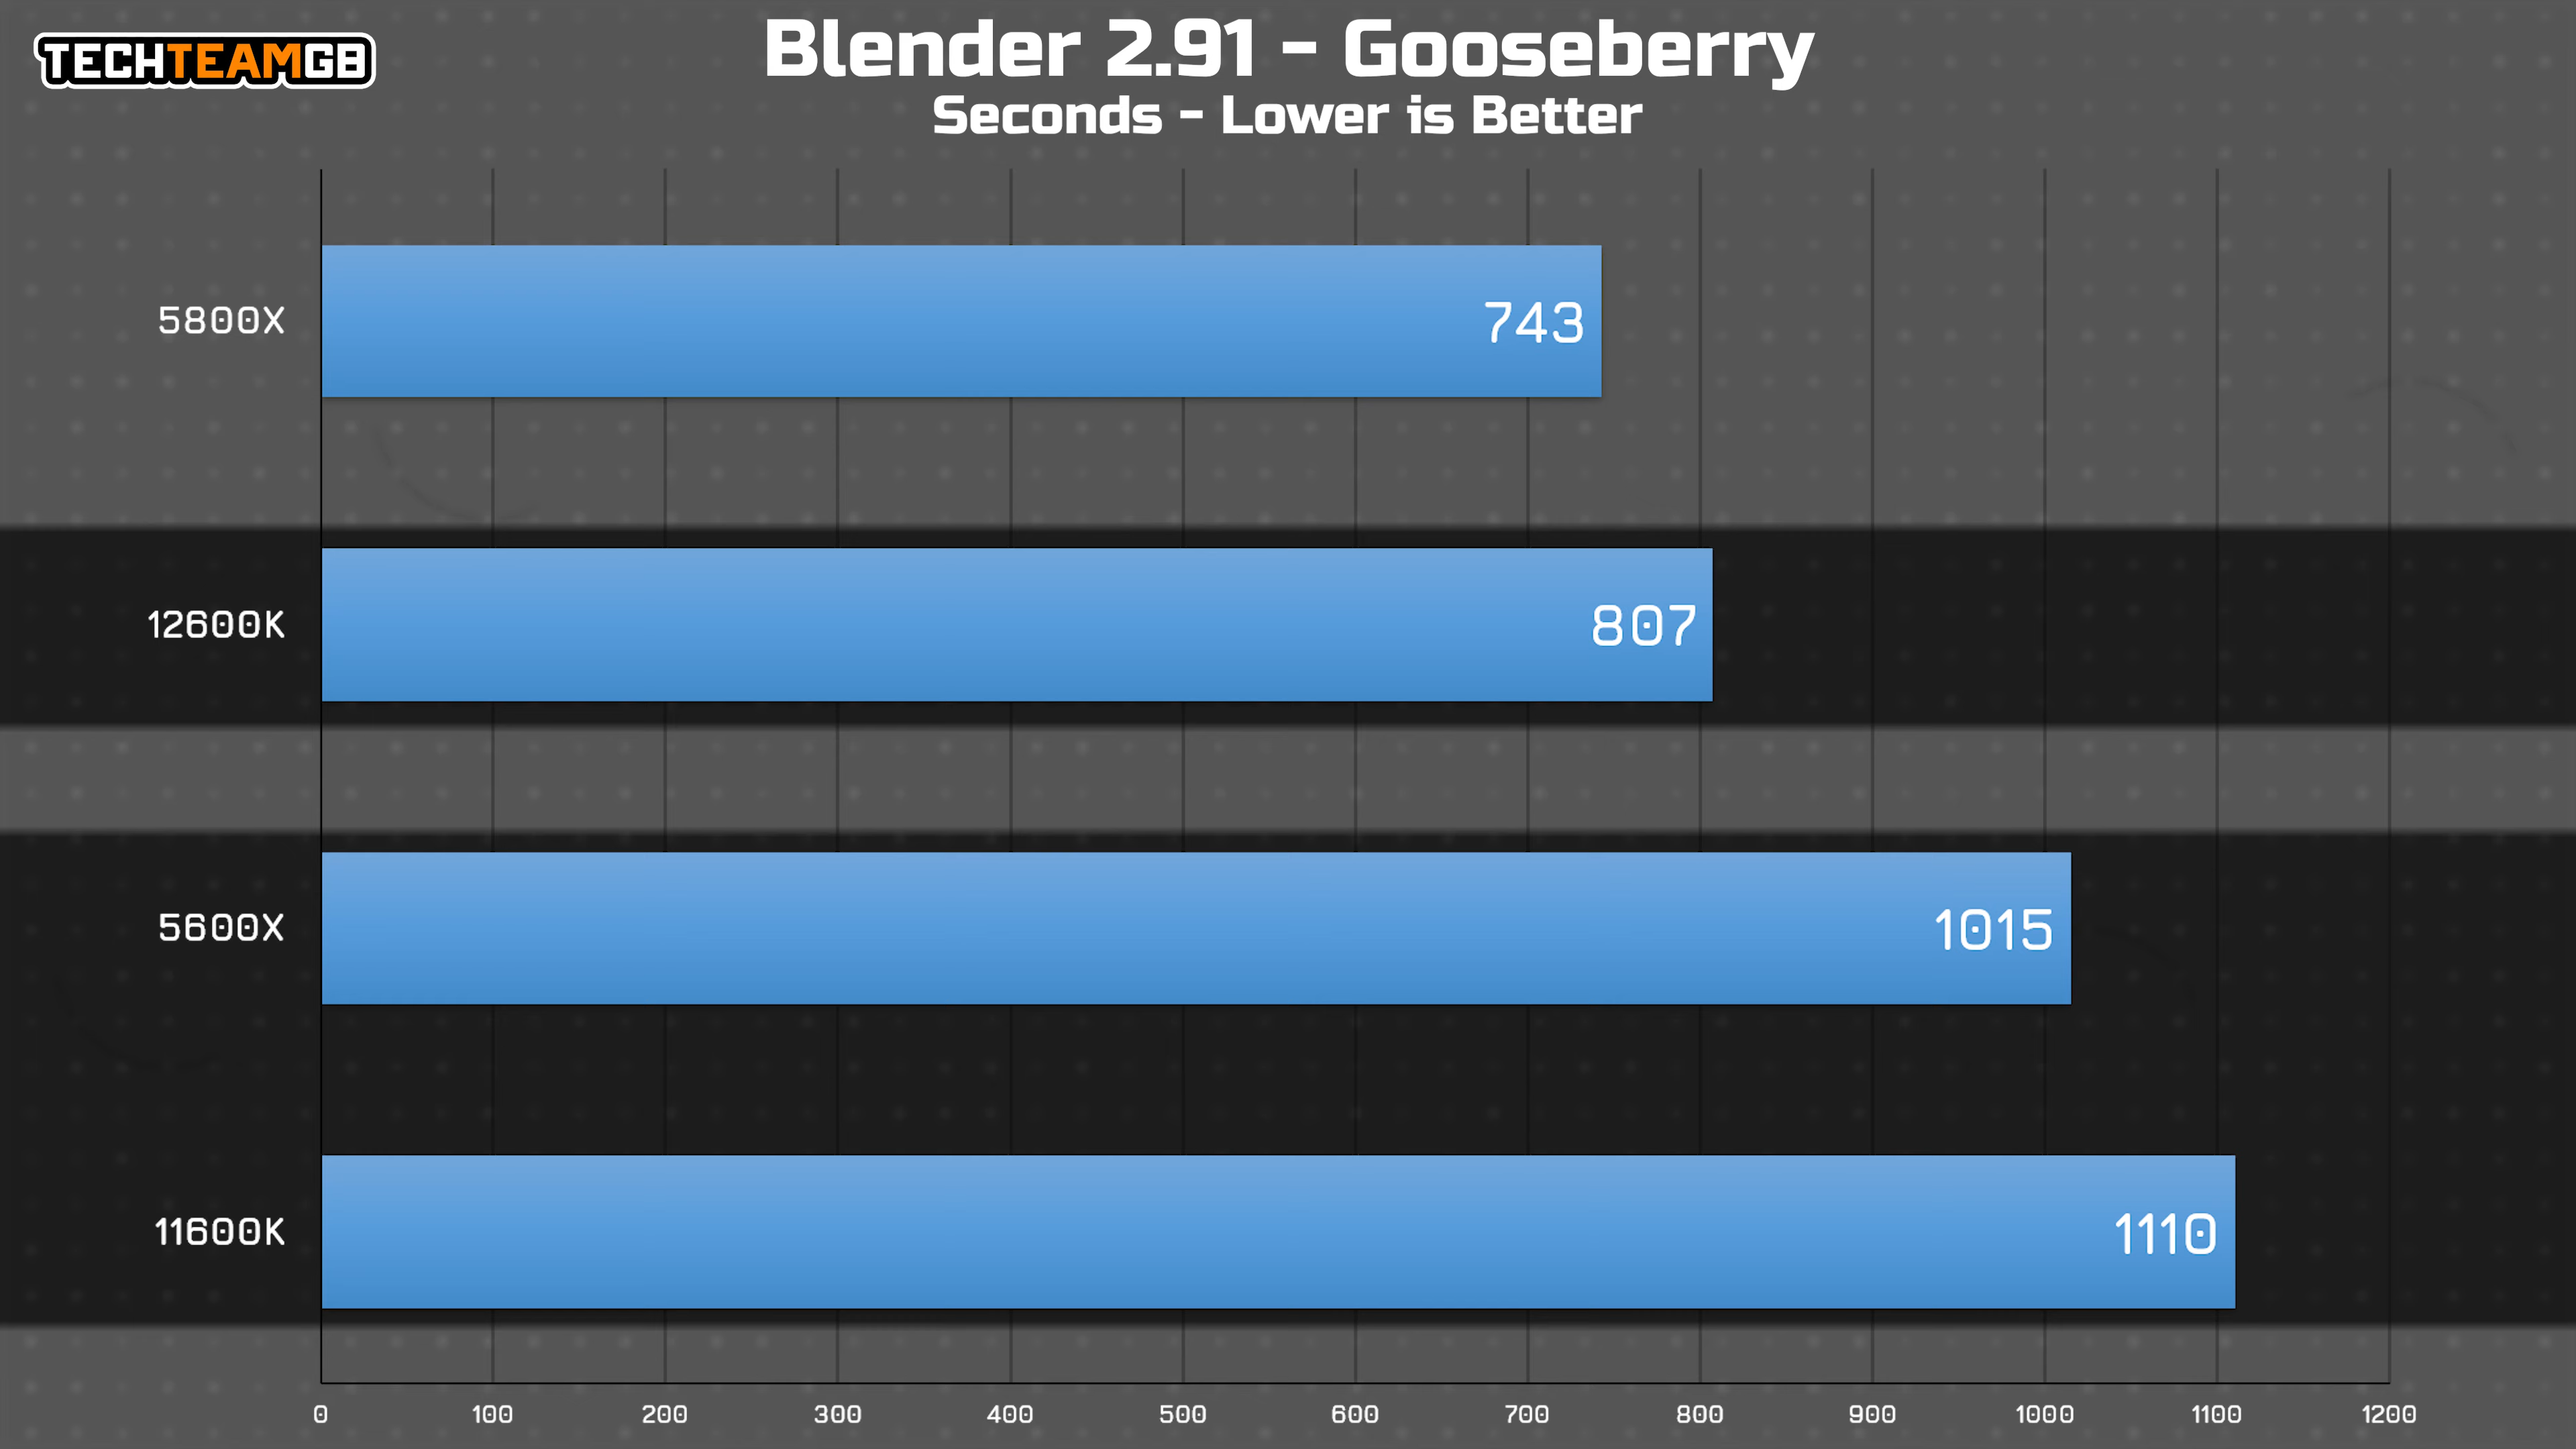 TECHTEAMGB
Blender 2.91 - Gooseberry
Seconds - Lower is Better
5800X 743
12600K 807
5600X 1015
11600K 1110
0 100 200 300 400 500 600 700 800 900 1000 1100 1200